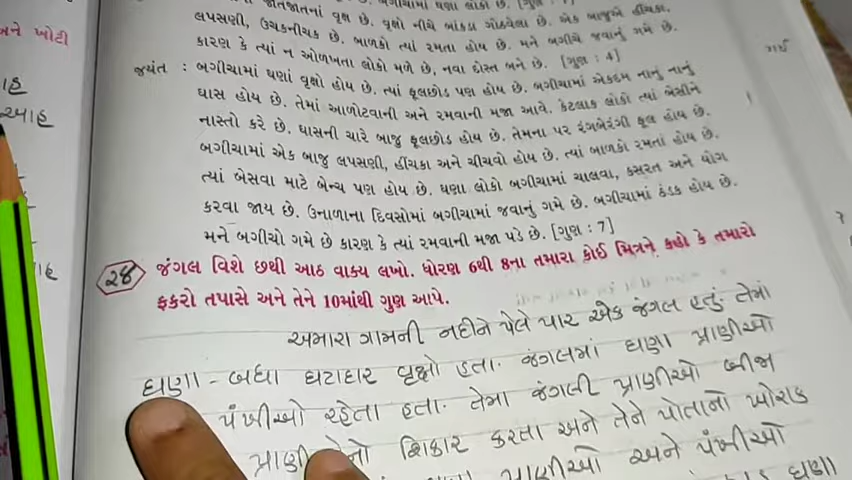 લપસણી, ઉચકનીચક છે. બાળકો ત્યાં રમતા હોય છે. મને બગીચે જવાનું ગમે છે.
કારણ કે ત્યાં ન ઓળખતા લોકો મળે છે, નવા દોસ્ત બને છે. [ગુણ : 4]
જયંત : બગીચામાં ઘણાં વૃક્ષો હોય છે. ત્યાં ફૂલછોડ પણ હોય છે. બગીચામાં એકદમ નાનું નાનું
ઘાસ હોય છે. તેમાં આળોટવાની અને રમવાની મજા આવે. કેટલાક લોકો ત્યાં બેસીને
નાસ્તો કરે છે. ઘાસની ચારે બાજુ ફૂલછોડ હોય છે. તેમના પર રંગબેરંગી ફૂલ હોય છે.
બગીચામાં એક બાજુ લપસણી, હીંચકા અને ચીચવો હોય છે. ત્યાં બાળકો રમતાં હોય છે.
ત્યાં બેસવા માટે બેન્ચ પણ હોય છે. ઘણા લોકો બગીચામાં ચાલવા, કસરત અને યોગ
કરવા જાય છે. ઉનાળાના દિવસોમાં બગીચામાં જવાનું ગમે છે. બગીચામાં ઠંડક હોય છે.
મને બગીચો ગમે છે કારણ કે ત્યાં રમવાની મજા પડે છે. [ગુણ : 7]
૨૪ જંગલ વિશે છથી આઠ વાક્ય લખો. ધોરણ 6થી 8ના તમારા કોઈ મિત્રને કહો કે તમારો
ફકરો તપાસે અને તેને 10માંથી ગુણ આપે.
અમારા ગામની નદીને પેલે પાર એક જંગલ હતું. તેમાં
ઘણા - બધા ઘટાદાર વૃક્ષો હતા. જંગલમાં ઘણા પ્રાણીઓ
પંખીઓ રહેતા હતા. તેમા જંગલી પ્રાણીઓ બીજા
પ્રાણી શિકાર કરતા અને તેને પોતાનો ખોરાક
પ્રાણીઓ અને પંખીઓ
ઘણા